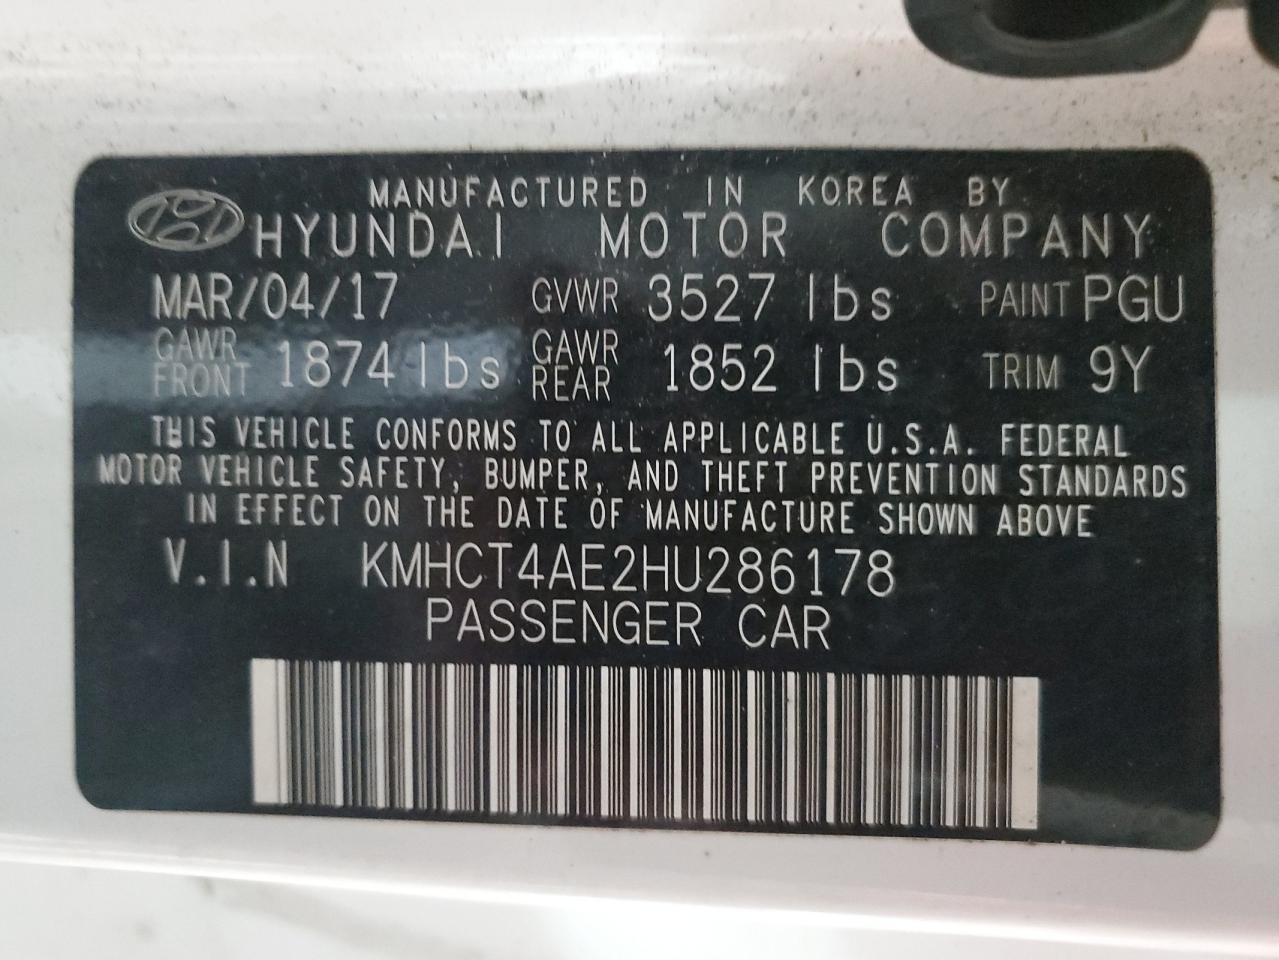 MANUFACTURED IN KOREA BY
HYUNDAI MOTOR COMPANY
MAR/04/17 GVWR 3527 lbs PAINT PGU
GAWR FRONT 1874 lbs GAWR REAR 1852 lbs TRIM 9Y
THIS VEHICLE CONFORMS TO ALL APPLICABLE U.S.A. FEDERAL
MOTOR VEHICLE SAFETY, BUMPER, AND THEFT PREVENTION STANDARDS
IN EFFECT ON THE DATE OF MANUFACTURE SHOWN ABOVE
V.I.N KMHCT4AE2HU286178
PASSENGER CAR